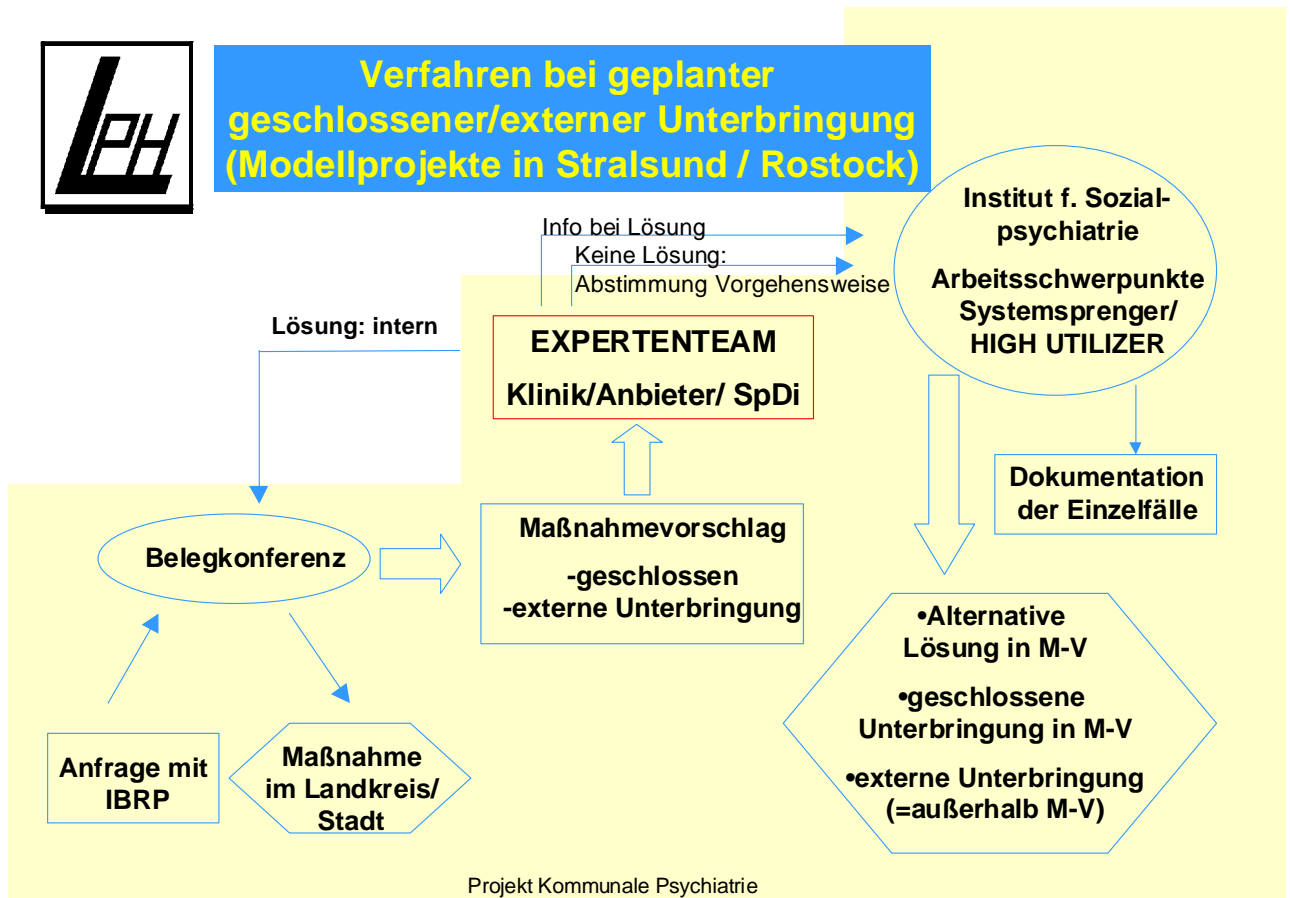 LPH
Verfahren bei geplanter
geschlossener/externer Unterbringung
(Modellprojekte in Stralsund / Rostock)
Institut f. Sozial-
psychiatrie
Arbeitsschwerpunkte
Systemsprenger/
HIGH UTILIZER
Info bei Lösung
Keine Lösung:
Abstimmung Vorgehensweise
Lösung: intern
EXPERTENTEAM
Klinik/Anbieter/ SpDi
Dokumentation
der Einzelfälle
Belegkonferenz
Maßnahmevorschlag
-geschlossen
-externe Unterbringung
•Alternative
Lösung in M-V
•geschlossene
Unterbringung in M-V
•externe Unterbringung
(=außerhalb M-V)
Anfrage mit
IBRP
Maßnahme
im Landkreis/
Stadt
Projekt Kommunale Psychiatrie